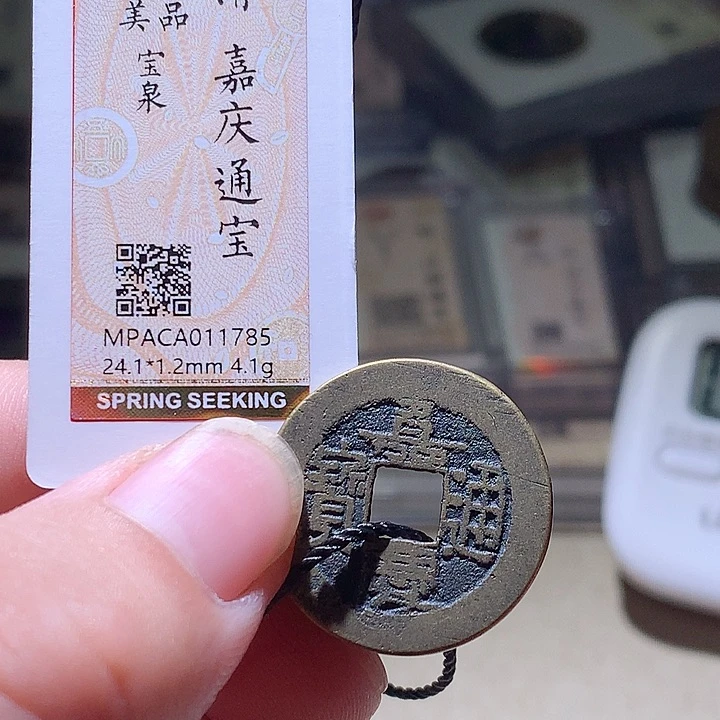 嘉庆通宝
美品
宝泉
MPACA011785
24.1*1.2mm 4.1g
SPRING SEEKING
嘉慶通寶